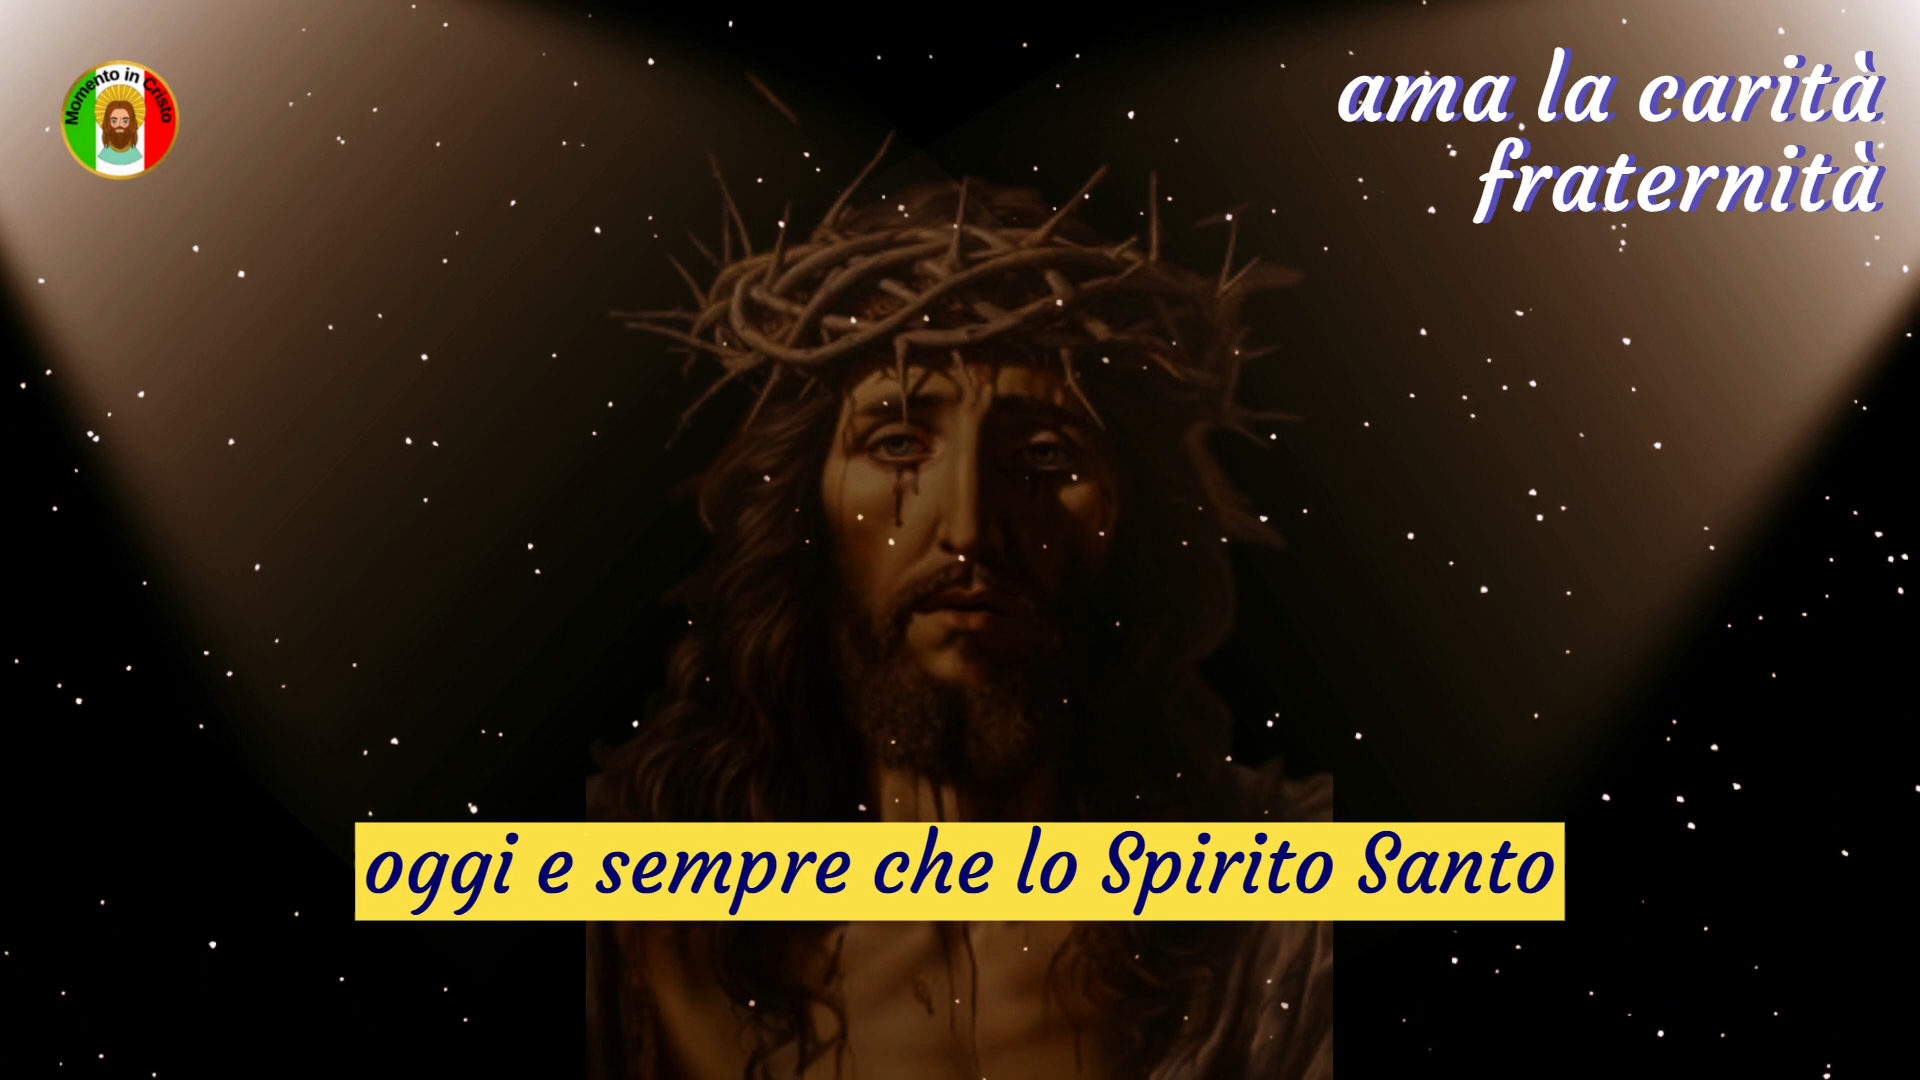 Momento in Cristo
ama la carità
fraternità
oggi e sempre che lo Spirito Santo